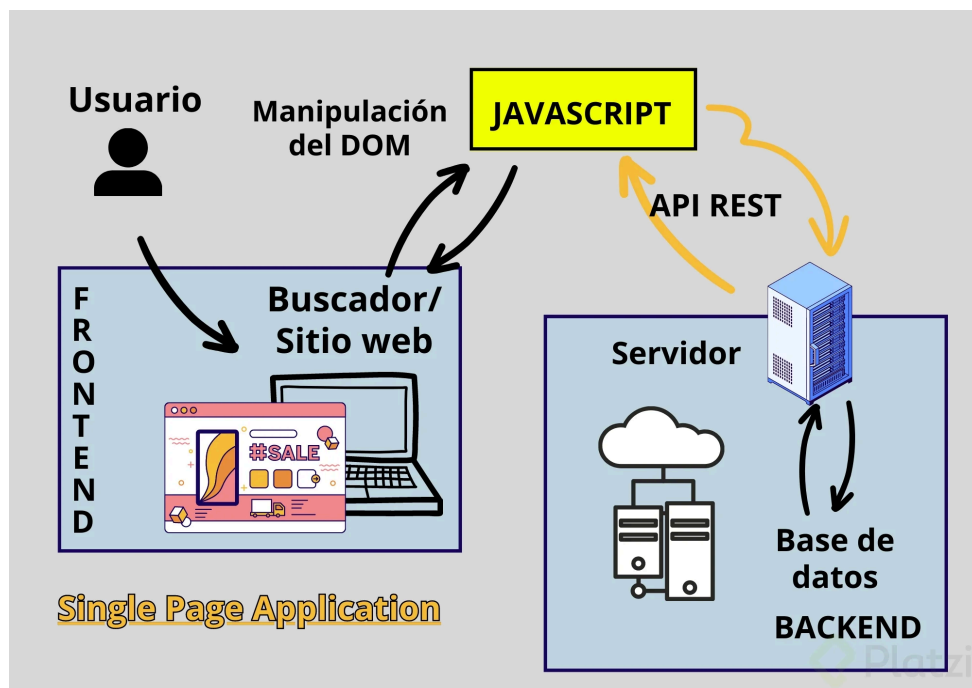 Usuario
Manipulación
del DOM
JAVASCRIPT
API REST
FRONTEND
Buscador/
Sitio web
#SALE
Servidor
Base de
datos
BACKEND
Single Page Application
Platzi